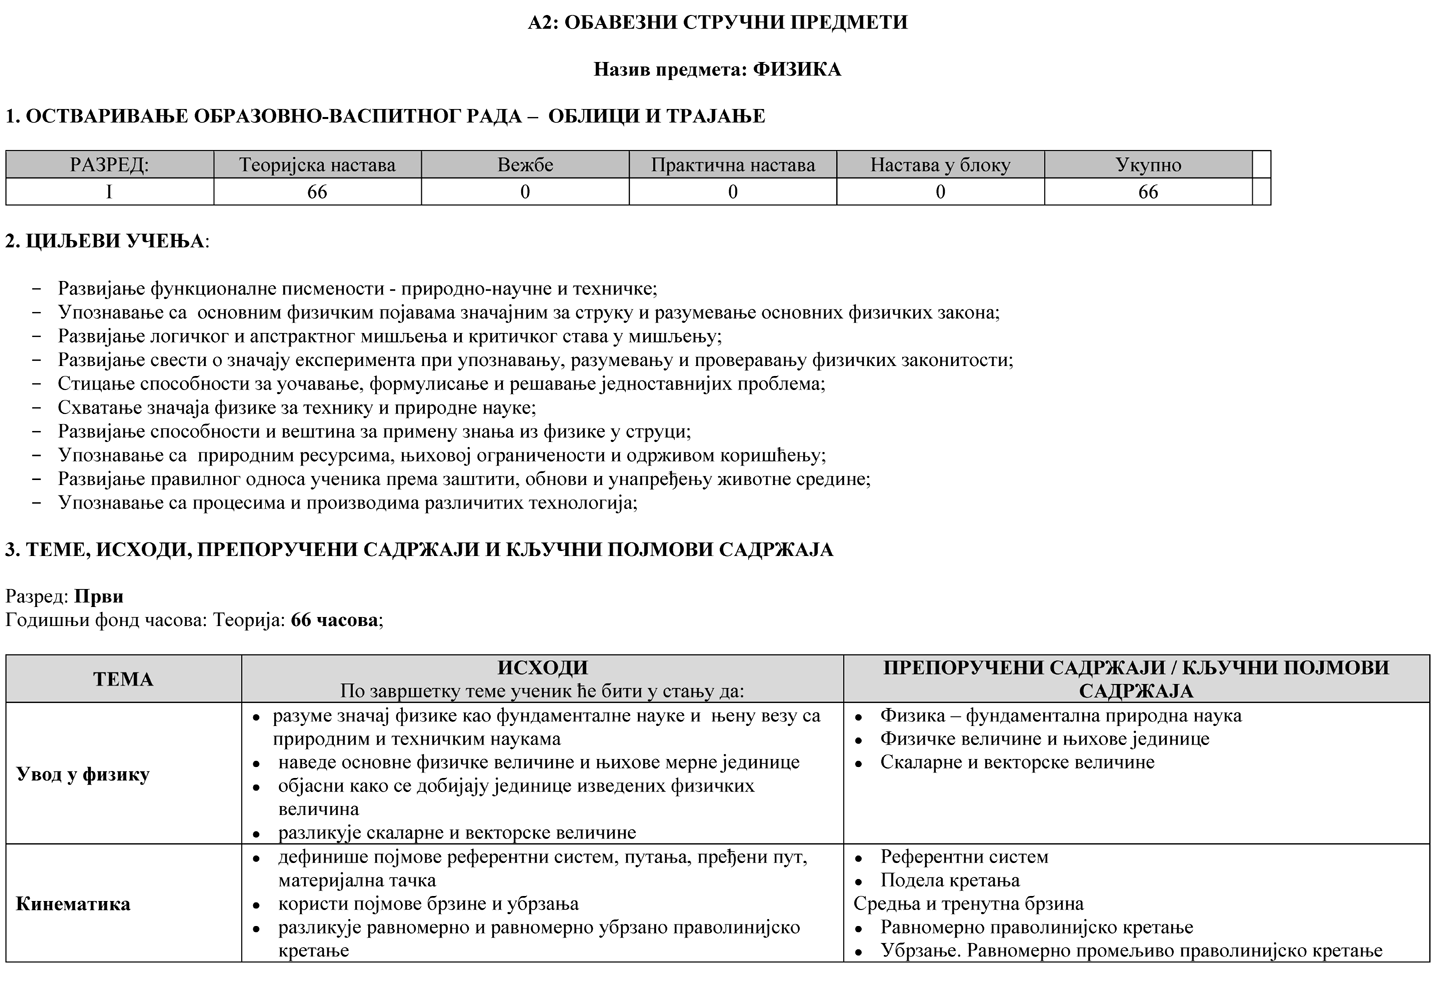 А2: ОБАВЕЗНИ СТРУЧНИ ПРЕДМЕТИ
Назив предмета: ФИЗИКА
1. ОСТВАРИВАЊЕ ОБРАЗОВНО-ВАСПИТНОГ РАДА – ОБЛИЦИ И ТРАЈАЊЕ
РАЗРЕД: Теоријска настава Вежбе Практична настава Настава у блоку Укупно
I 66 0 0 0 66
2. ЦИЉЕВИ УЧЕЊА:
- Развијање функционалне писмености - природно-научне и техничке;
- Упознавање са основним физичким појавама значајним за струку и разумевање основних физичких закона;
- Развијање логичког и апстрактног мишљења и критичког става у мишљењу;
- Развијање свести о значају експеримента при упознавању, разумевању и проверавању физичких законитости;
- Стицање способности за уочавање, формулисање и решавање једноставнијих проблема;
- Схватање значаја физике за технику и природне науке;
- Развијање способности и вештина за примену знања из физике у струци;
- Упознавање са природним ресурсима, њиховој ограничености и одрживом коришћењу;
- Развијање правилног односа ученика према заштити, обнови и унапређењу животне средине;
- Упознавање са процесима и производима различитих технологија;
3. ТЕМЕ, ИСХОДИ, ПРЕПОРУЧЕНИ САДРЖАЈИ И КЉУЧНИ ПОЈМОВИ САДРЖАЈА
Разред: Први
Годишњи фонд часова: Теорија: 66 часова;
ТЕМА
ИСХОДИ
По завршетку теме ученик ће бити у стању да:
ПРЕПОРУЧЕНИ САДРЖАЈИ / КЉУЧНИ ПОЈМОВИ
САДРЖАЈА
Увод у физику
• разуме значај физике као фундаменталне науке и њену везу са
природним и техничким наукама
• наведе основне физичке величине и њихове мерне јединице
• објасни како се добијају јединице изведених физичких
величина
• разликује скаларне и векторске величине
• Физика – фундаментална природна наука
• Физичке величине и њихове јединице
• Скаларне и векторске величине
Кинематика
• дефинише појмове референтни систем, путања, пређени пут,
материјална тачка
• користи појмове брзине и убрзања
• разликује равномерно и равномерно убрзано праволинијско
кретање
• Референтни систем
• Подела кретања
Средња и тренутна брзина
• Равномерно праволинијско кретање
• Убрзање. Равномерно промељиво праволинијско кретање